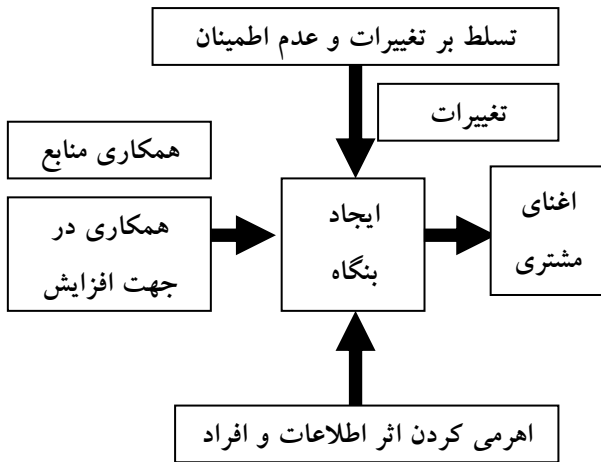 تسلط بر تغییرات و عدم اطمینان
تغییرات
همکاری منابع
همکاری در
جهت افزایش
ایجاد
بنگاه
اغنای
مشتری
اهرمی کردن اثر اطلاعات و افراد